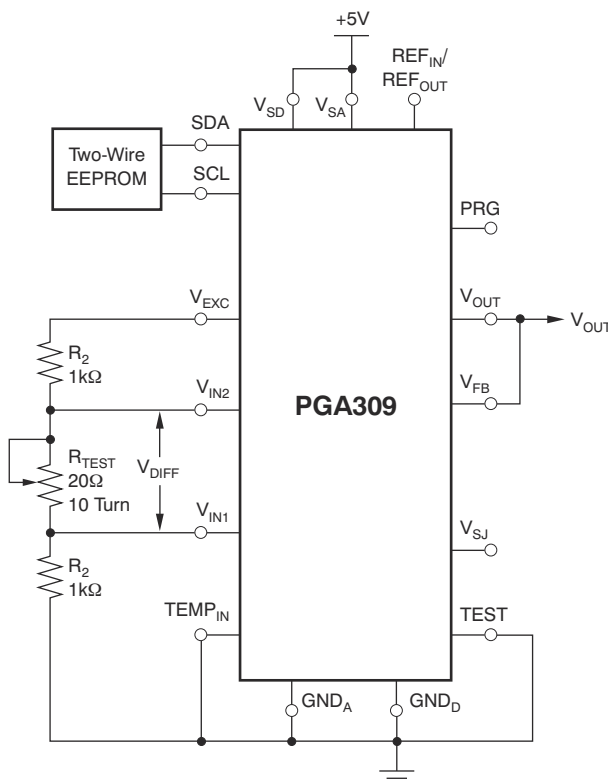 +5V
REF_IN/
REF_OUT
V_SD
V_SA
SDA
Two-Wire
EEPROM
SCL
PRG
V_EXC
V_OUT
V_OUT
R_2
1kΩ
V_IN2
V_FB
PGA309
R_TEST
20Ω
10 Turn
V_DIFF
V_IN1
V_SJ
R_2
1kΩ
TEMP_IN
TEST
GND_A
GND_D